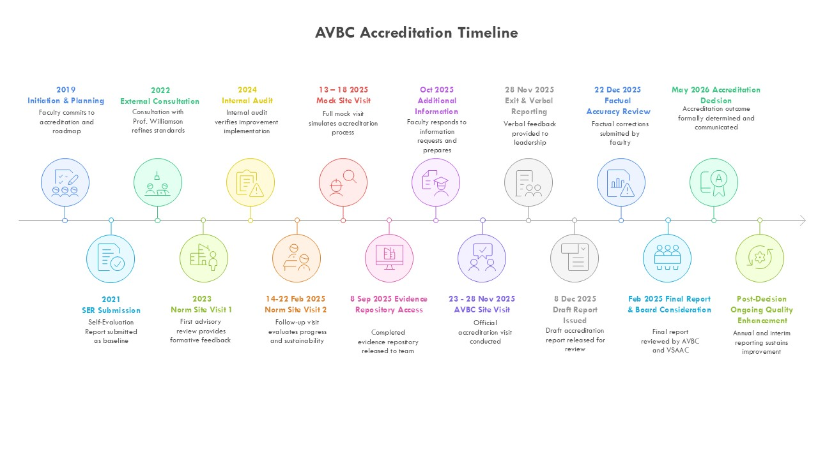 AVBC Accreditation Timeline
2019
Initiation & Planning
Faculty commits to
accreditation and
roadmap
2022
External Consultation
Consultation with
Prof. Williamson
refines standards
2024
Internal Audit
Internal audit
verifies improvement
implementation
13 – 18 2025
Mock Site Visit
Full mock visit
simulates accreditation
process
Oct 2025
Additional
Information
Faculty responds to
information
requests and
prepares
28 Nov 2025
Exit & Verbal
Reporting
Verbal feedback
provided to
leadership
22 Dec 2025
Factual
Accuracy Review
Factual corrections
submitted by
faculty
May 2026 Accreditation
Decision
Accreditation outcome
formally determined and
communicated
2021
SER Submission
Self-Evaluation
Report submitted
as baseline
2023
Norm Site Visit 1
First advisory
review provides
formative feedback
14-22 Feb 2025
Norm Site Visit 2
Follow-up visit
evaluates progress
and sustainability
8 Sep 2025 Evidence
Repository Access
Completed
evidence repository
released to team
23 - 28 Nov 2025
AVBC Site Visit
Official
accreditation visit
conducted
8 Dec 2025
Draft Report
Issued
Draft accreditation
report released for
review
Feb 2025 Final Report
& Board Consideration
Final report
reviewed by AVBC
and VSAAC
Post-Decision
Ongoing Quality
Enhancement
Annual and interim
reporting sustains
improvement